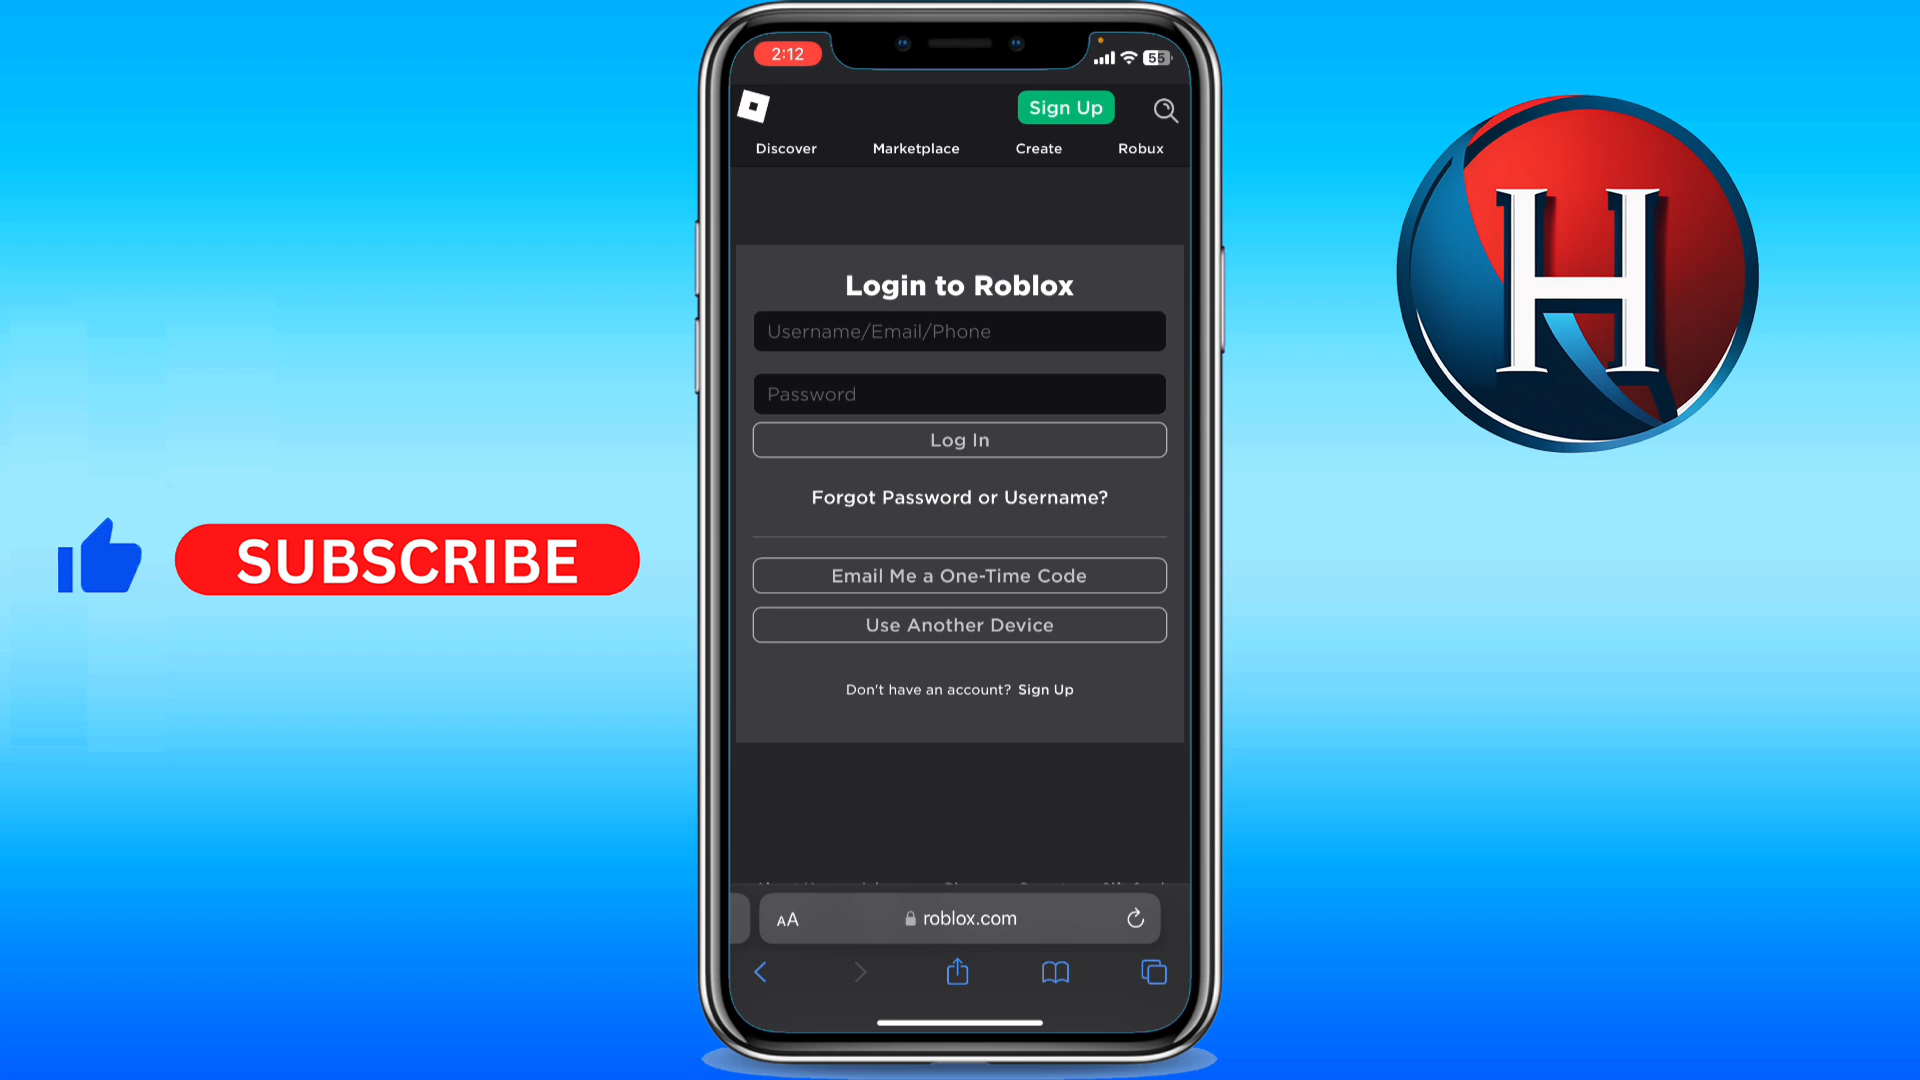 2:12
55
Sign Up
Discover Marketplace Create Robux
Login to Roblox
Username/Email/Phone
Password
Log In
Forgot Password or Username?
Email Me a One-Time Code
Use Another Device
Don't have an account? Sign Up
AA roblox.com
SUBSCRIBE
H